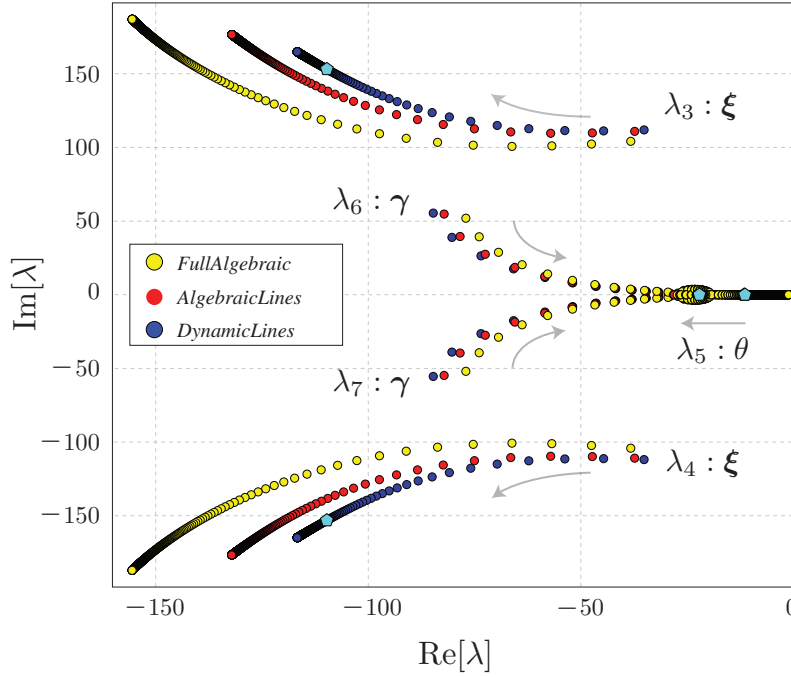 150
100
50
0
−50
−100
−150
Im[λ]
λ₃ : ξ
λ₆ : γ
FullAlgebraic
AlgebraicLines
DynamicLines
λ₅ : θ
λ₇ : γ
λ₄ : ξ
−150
−100
−50
0
Re[λ]